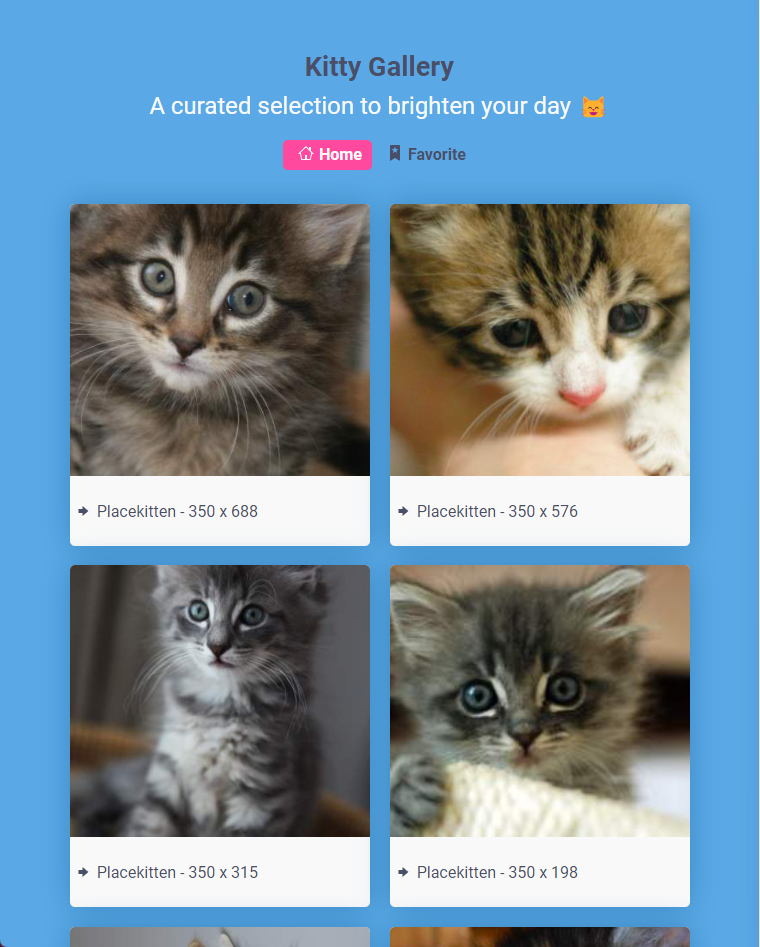 Kitty Gallery
A curated selection to brighten your day 😸
Home Favorite
Placekitten - 350 x 688
Placekitten - 350 x 576
Placekitten - 350 x 315
Placekitten - 350 x 198